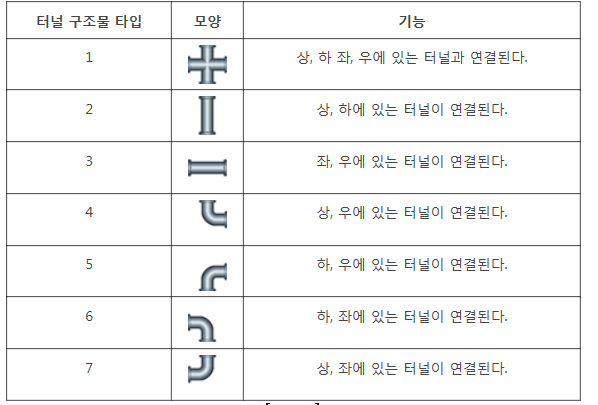 터널 구조물 타입 모양 기능
1 상, 하 좌, 우에 있는 터널과 연결된다.
2 상, 하에 있는 터널이 연결된다.
3 좌, 우에 있는 터널이 연결된다.
4 상, 우에 있는 터널이 연결된다.
5 하, 우에 있는 터널이 연결된다.
6 하, 좌에 있는 터널이 연결된다.
7 상, 좌에 있는 터널이 연결된다.